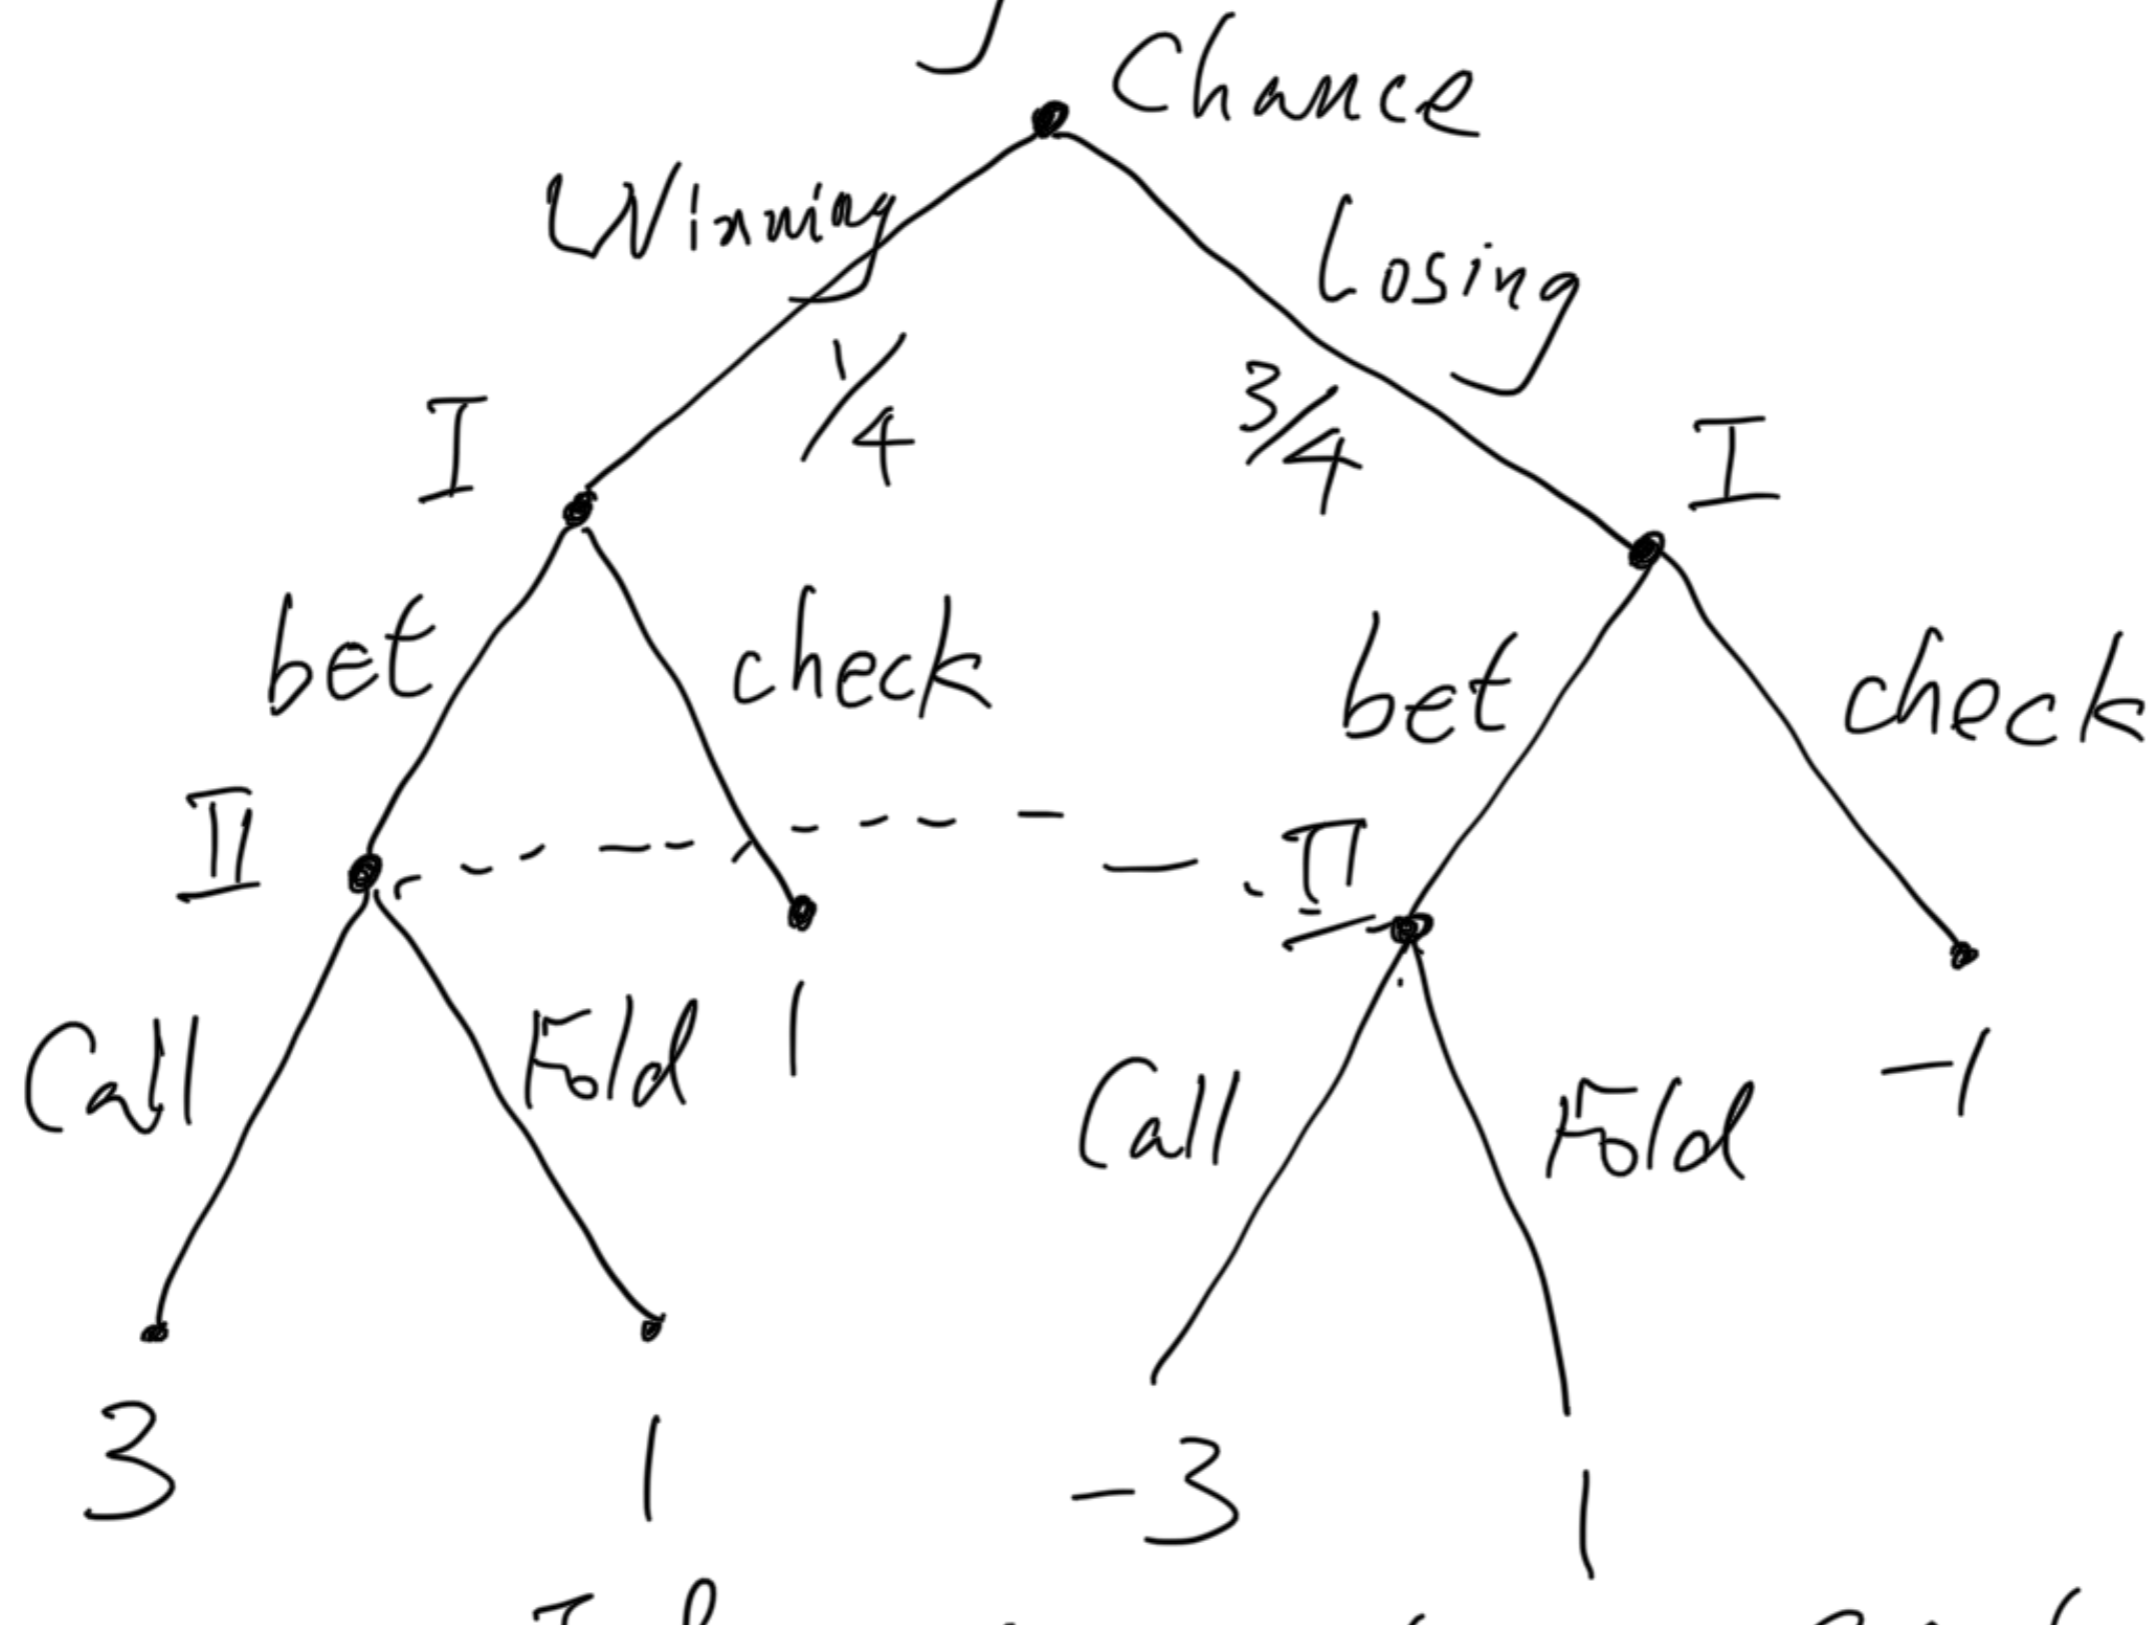 Chance
Winning
Losing
1/4
3/4
I
I
bet
check
bet
check
II
II
Call
Fold
1
Call
Fold
-1
3
1
-3
1